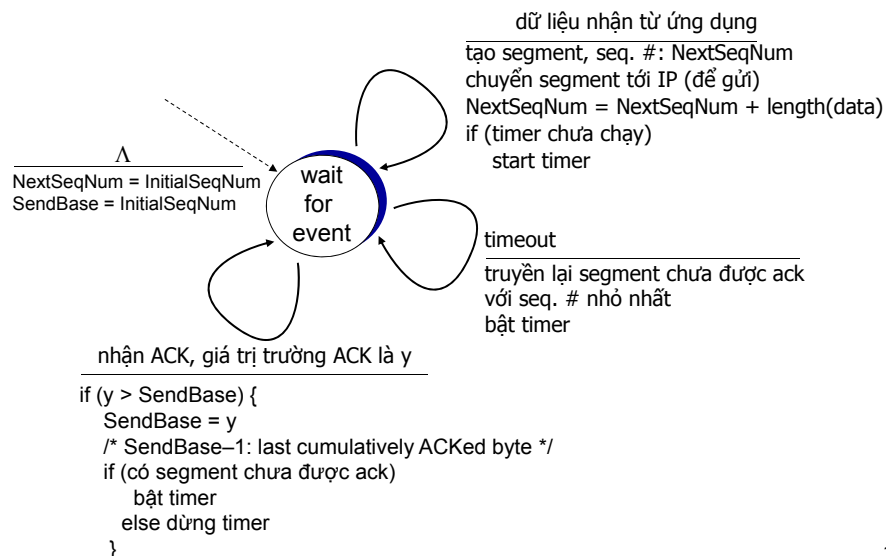 dữ liệu nhận từ ứng dụng
tạo segment, seq. #: NextSeqNum
chuyển segment tới IP (để gửi)
NextSeqNum = NextSeqNum + length(data)
if (timer chưa chạy)
start timer
Λ
NextSeqNum = InitialSeqNum
SendBase = InitialSeqNum
wait
for
event
timeout
truyền lại segment chưa được ack
với seq. # nhỏ nhất
bật timer
nhận ACK, giá trị trường ACK là y
if (y > SendBase) {
SendBase = y
/* SendBase–1: last cumulatively ACKed byte */
if (có segment chưa được ack)
bật timer
else dừng timer
}